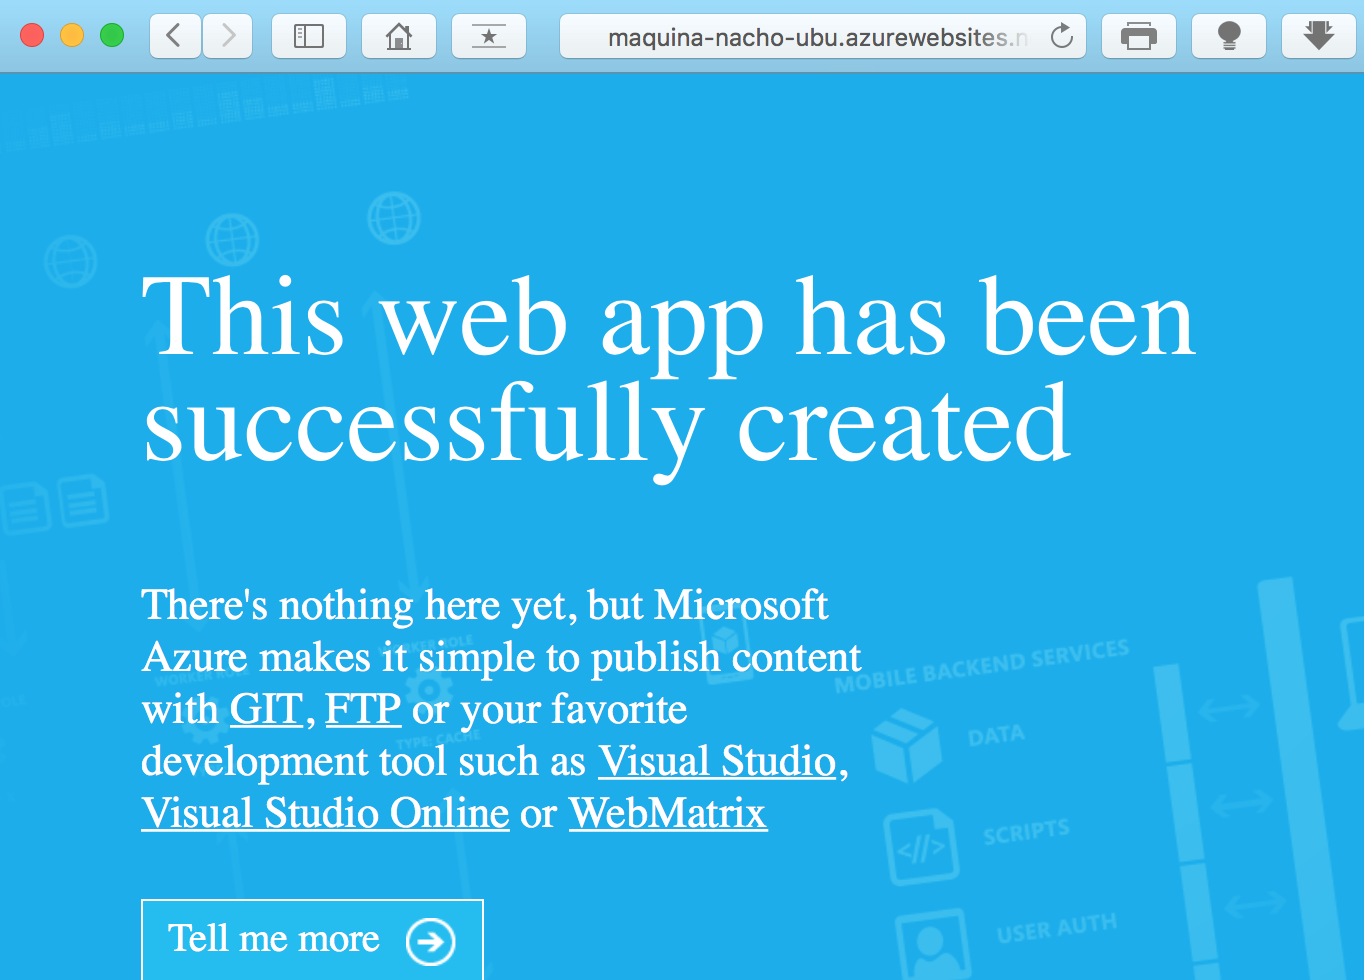 maquina-nacho-ubu.azurewebsites.n
This web app has been
successfully created
There's nothing here yet, but Microsoft
Azure makes it simple to publish content
with GIT, FTP or your favorite
development tool such as Visual Studio,
Visual Studio Online or WebMatrix
Tell me more
WORKER ROLE
WORKER ROLE
TYPE: CACHE
MOBILE BACKEND SERVICES
DATA
SCRIPTS
USER AUTH